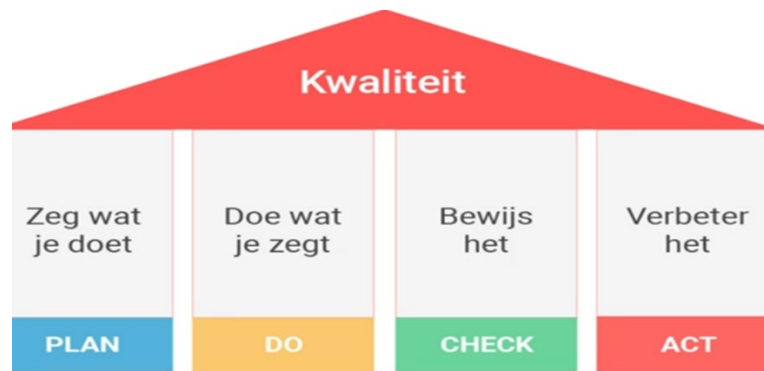 Kwaliteit
Zeg wat
je doet
Doe wat
je zegt
Bewijs
het
Verbeter
het
PLAN
DO
CHECK
ACT